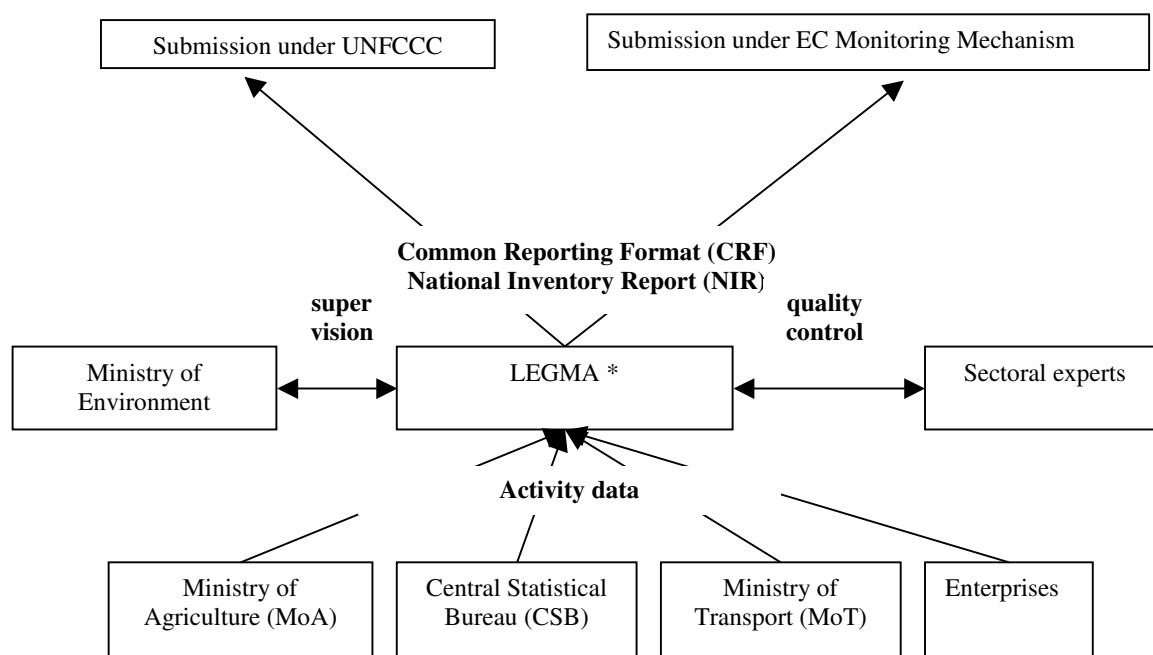 Submission under UNFCCC
Submission under EC Monitoring Mechanism
Common Reporting Format (CRF)
National Inventory Report (NIR)
super
vision
quality
control
Ministry of
Environment
LEGMA *
Sectoral experts
Activity data
Ministry of
Agriculture (MoA)
Central Statistical
Bureau (CSB)
Ministry of
Transport (MoT)
Enterprises